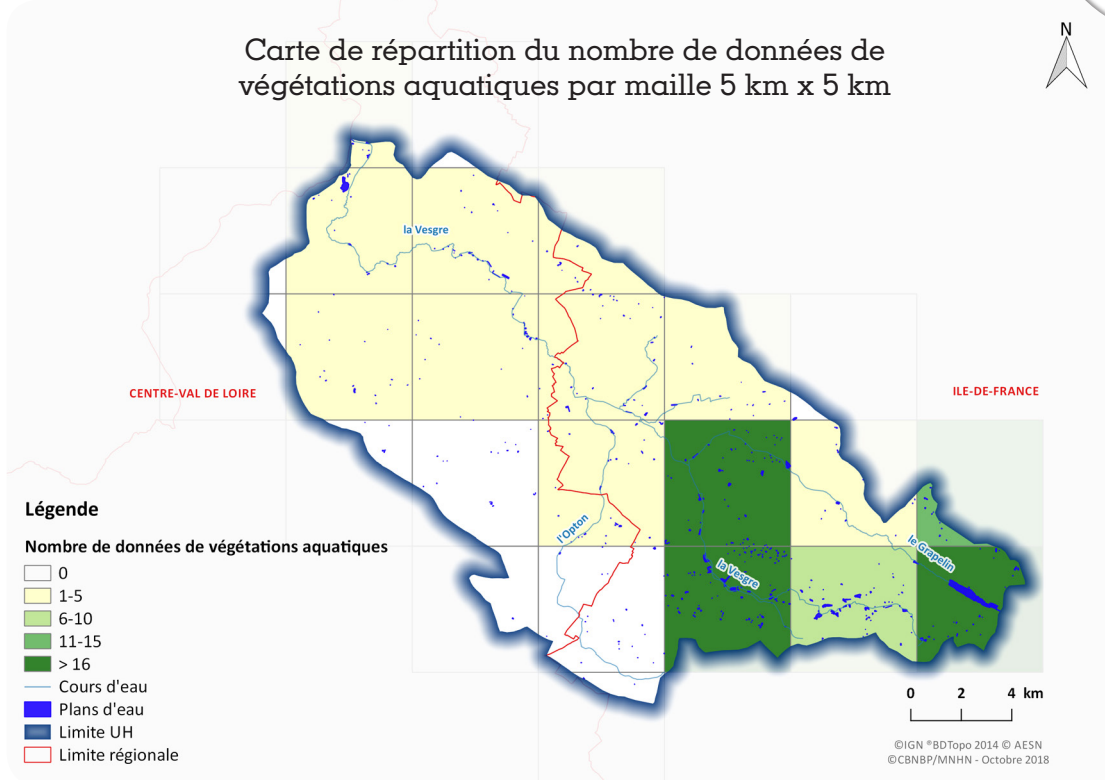 Carte de répartition du nombre de données de
végétations aquatiques par maille 5 km x 5 km
N
la Vesgre
CENTRE-VAL DE LOIRE
ILE-DE-FRANCE
l'Opton
la Vesgre
le Grapelin
Légende
Nombre de données de végétations aquatiques
0
1-5
6-10
11-15
> 16
Cours d'eau
Plans d'eau
Limite UH
Limite régionale
0 2 4 km
©IGN ®BDTopo 2014 © AESN
©CBNBP/MNHN - Octobre 2018